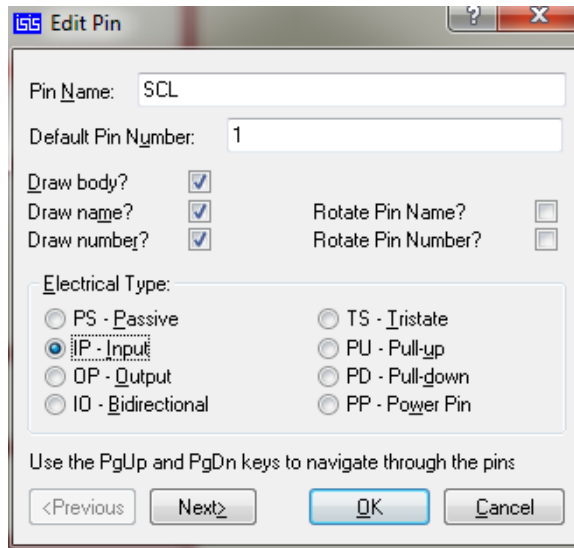 isis Edit Pin
?
X
Pin Name: SCL
Default Pin Number: 1
Draw body?
Draw name? Rotate Pin Name?
Draw number? Rotate Pin Number?
Electrical Type:
PS - Passive TS - Tristate
IP - Input PU - Pull-up
OP - Output PD - Pull-down
IO - Bidirectional PP - Power Pin
Use the PgUp and PgDn keys to navigate through the pins
<Previous Next> OK Cancel